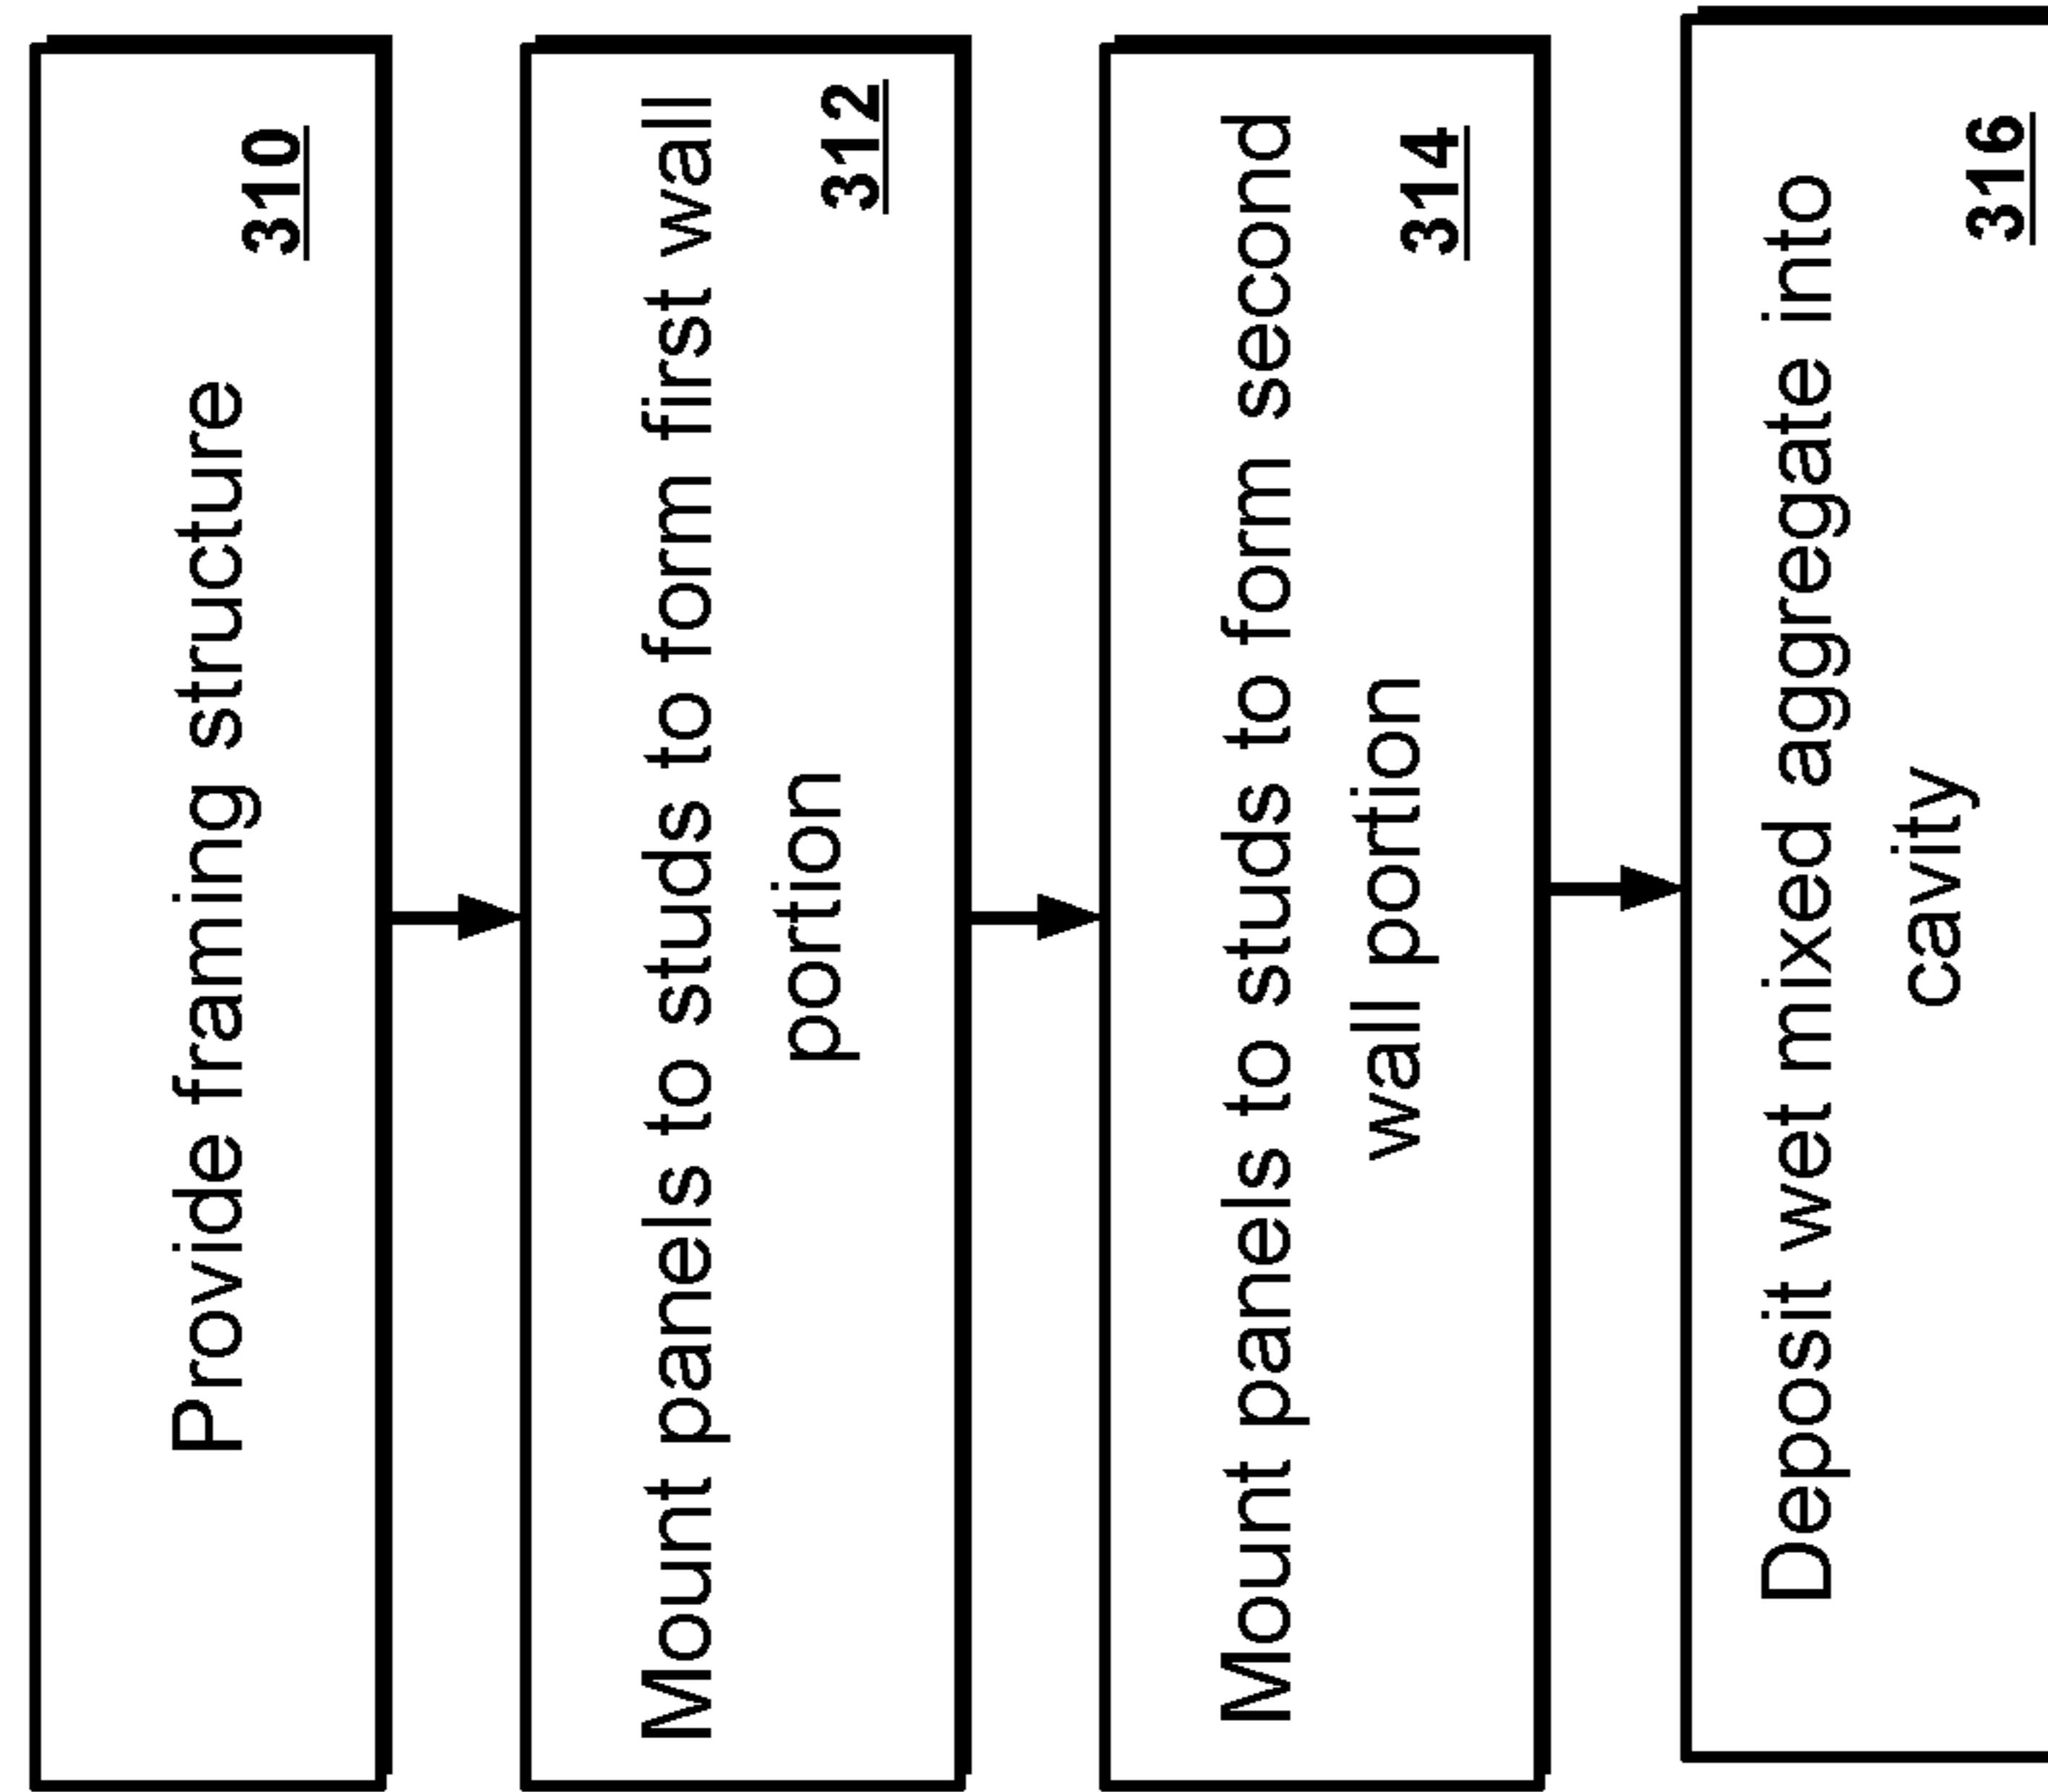 Provide framing structure
310
Mount panels to studs to form first wall
portion
312
Mount panels to studs to form second
wall portion
314
Deposit wet mixed aggregate into
cavity
316